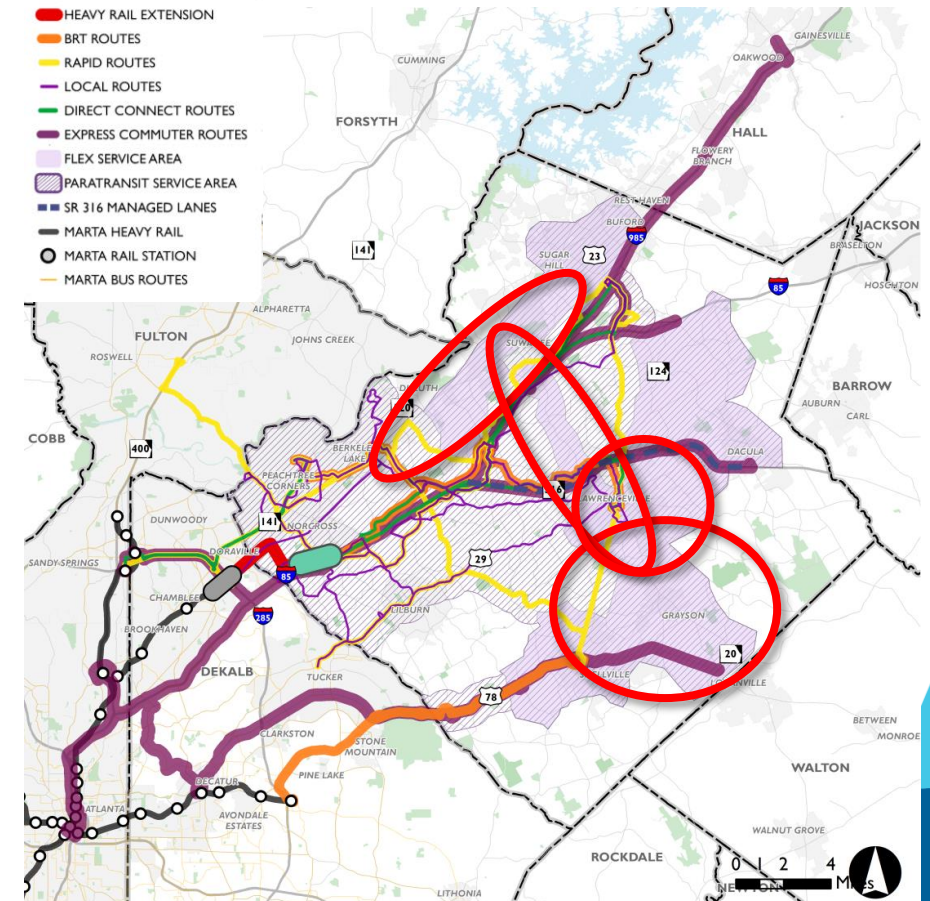 HEAVY RAIL EXTENSION
BRT ROUTES
RAPID ROUTES
LOCAL ROUTES
DIRECT CONNECT ROUTES
EXPRESS COMMUTER ROUTES
FLEX SERVICE AREA
PARATRANSIT SERVICE AREA
SR 316 MANAGED LANES
MARTA HEAVY RAIL
MARTA RAIL STATION
MARTA BUS ROUTES
GAINESVILLE
OAKWOOD
CUMMING
FORSYTH
HALL
FLOWERY
BRANCH
REST HAVEN
BUFORD
985
JACKSON
BRASELTON
141
23
SUGAR
HILL
85
HOSCHTON
ALPHARETTA
FULTON
JOHNS CREEK
ROSWELL
SUWANEE
124
BARROW
AUBURN
CARL
COBB
400
BERKELEY
LAKE
DACULA
PEACHTREE
CORNERS
LAWRENCEVILLE
DUNWOODY
141
NORCROSS
DORAVILLE
SANDY SPRINGS
85
29
CHAMBLEE
285
LILBURN
GRAYSON
BROOKHAVEN
DEKALB
TUCKER
20
SNELLVILLE
LOGANVILLE
78
CLARKSTON
STONE
MOUNTAIN
BETWEEN
MONROE
PINE LAKE
DECATUR
WALTON
ATLANTA
AVONDALE
ESTATES
WALNUT GROVE
ROCKDALE
0 1 2 4
Miles
LITHONIA